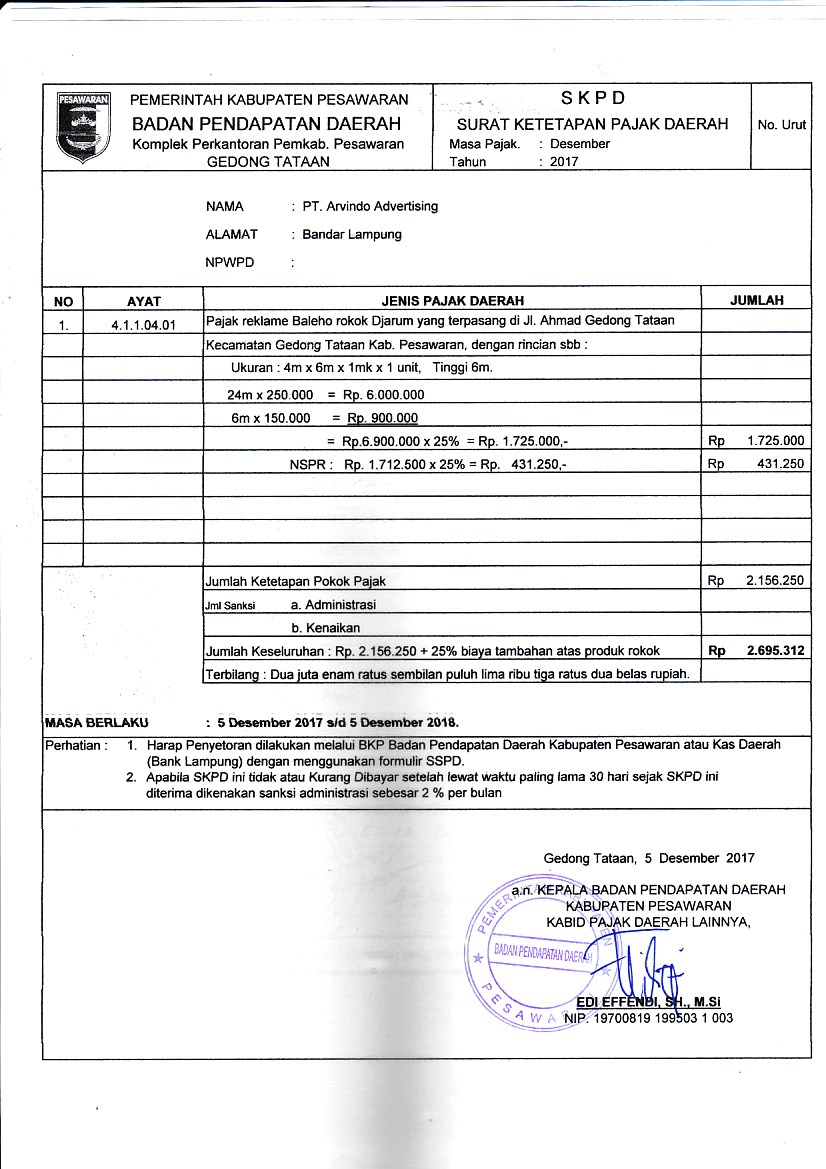 PESAWARAN
PEMERINTAH KABUPATEN PESAWARAN
BADAN PENDAPATAN DAERAH
Komplek Perkantoran Pemkab. Pesawaran
GEDONG TATAAN
S K P D
SURAT KETETAPAN PAJAK DAERAH
Masa Pajak. : Desember
Tahun : 2017
No. Urut
NAMA : PT. Arvindo Advertising
ALAMAT : Bandar Lampung
NPWPD :
NO AYAT JENIS PAJAK DAERAH JUMLAH
1. 4.1.1.04.01 Pajak reklame Baleho rokok Djarum yang terpasang di Jl. Ahmad Gedong Tataan
Kecamatan Gedong Tataan Kab. Pesawaran, dengan rincian sbb :
Ukuran : 4m x 6m x 1mk x 1 unit, Tinggi 6m.
24m x 250.000 = Rp. 6.000.000
6m x 150.000 = Rp. 900.000
= Rp.6.900.000 x 25% = Rp. 1.725.000,- Rp 1.725.000
NSPR : Rp. 1.712.500 x 25% = Rp. 431.250,- Rp 431.250
Jumlah Ketetapan Pokok Pajak Rp 2.156.250
Jml Sanksi a. Administrasi
b. Kenaikan
Jumlah Keseluruhan : Rp. 2.156.250 + 25% biaya tambahan atas produk rokok Rp 2.695.312
Terbilang : Dua juta enam ratus sembilan puluh lima ribu tiga ratus dua belas rupiah.
MASA BERLAKU : 5 Desember 2017 s/d 5 Desember 2018.
Perhatian : 1. Harap Penyetoran dilakukan melalui BKP Badan Pendapatan Daerah Kabupaten Pesawaran atau Kas Daerah
(Bank Lampung) dengan menggunakan formulir SSPD.
2. Apabila SKPD ini tidak atau Kurang Dibayar setelah lewat waktu paling lama 30 hari sejak SKPD ini
diterima dikenakan sanksi administrasi sebesar 2 % per bulan
Gedong Tataan, 5 Desember 2017
a.n. KEPALA BADAN PENDAPATAN DAERAH
KABUPATEN PESAWARAN
KABID PAJAK DAERAH LAINNYA,
PEMERINTAH KABUPATEN
BADAN PENDAPATAN DAERAH
PESAWARAN
EDI EFFENDI, SH., M.Si
NIP. 19700819 199503 1 003